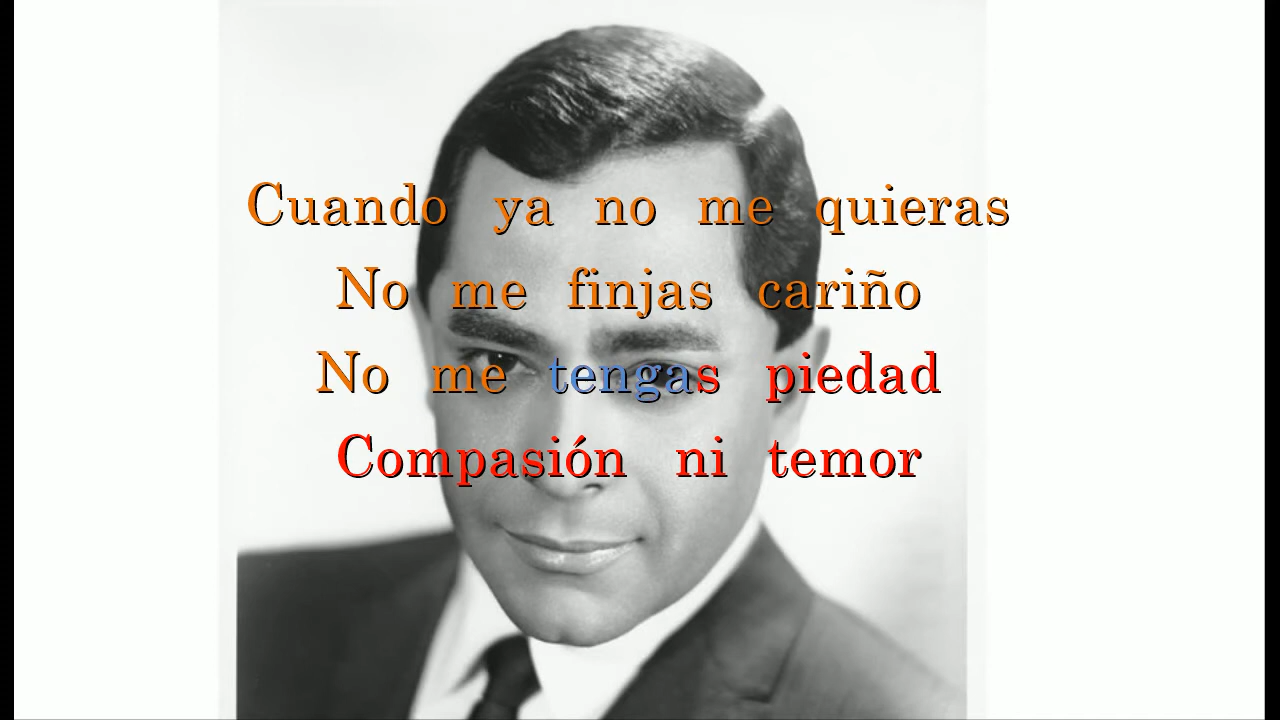 Cuando ya no me quieras
No me finjas cariño
No me tengas piedad
Compasión ni temor